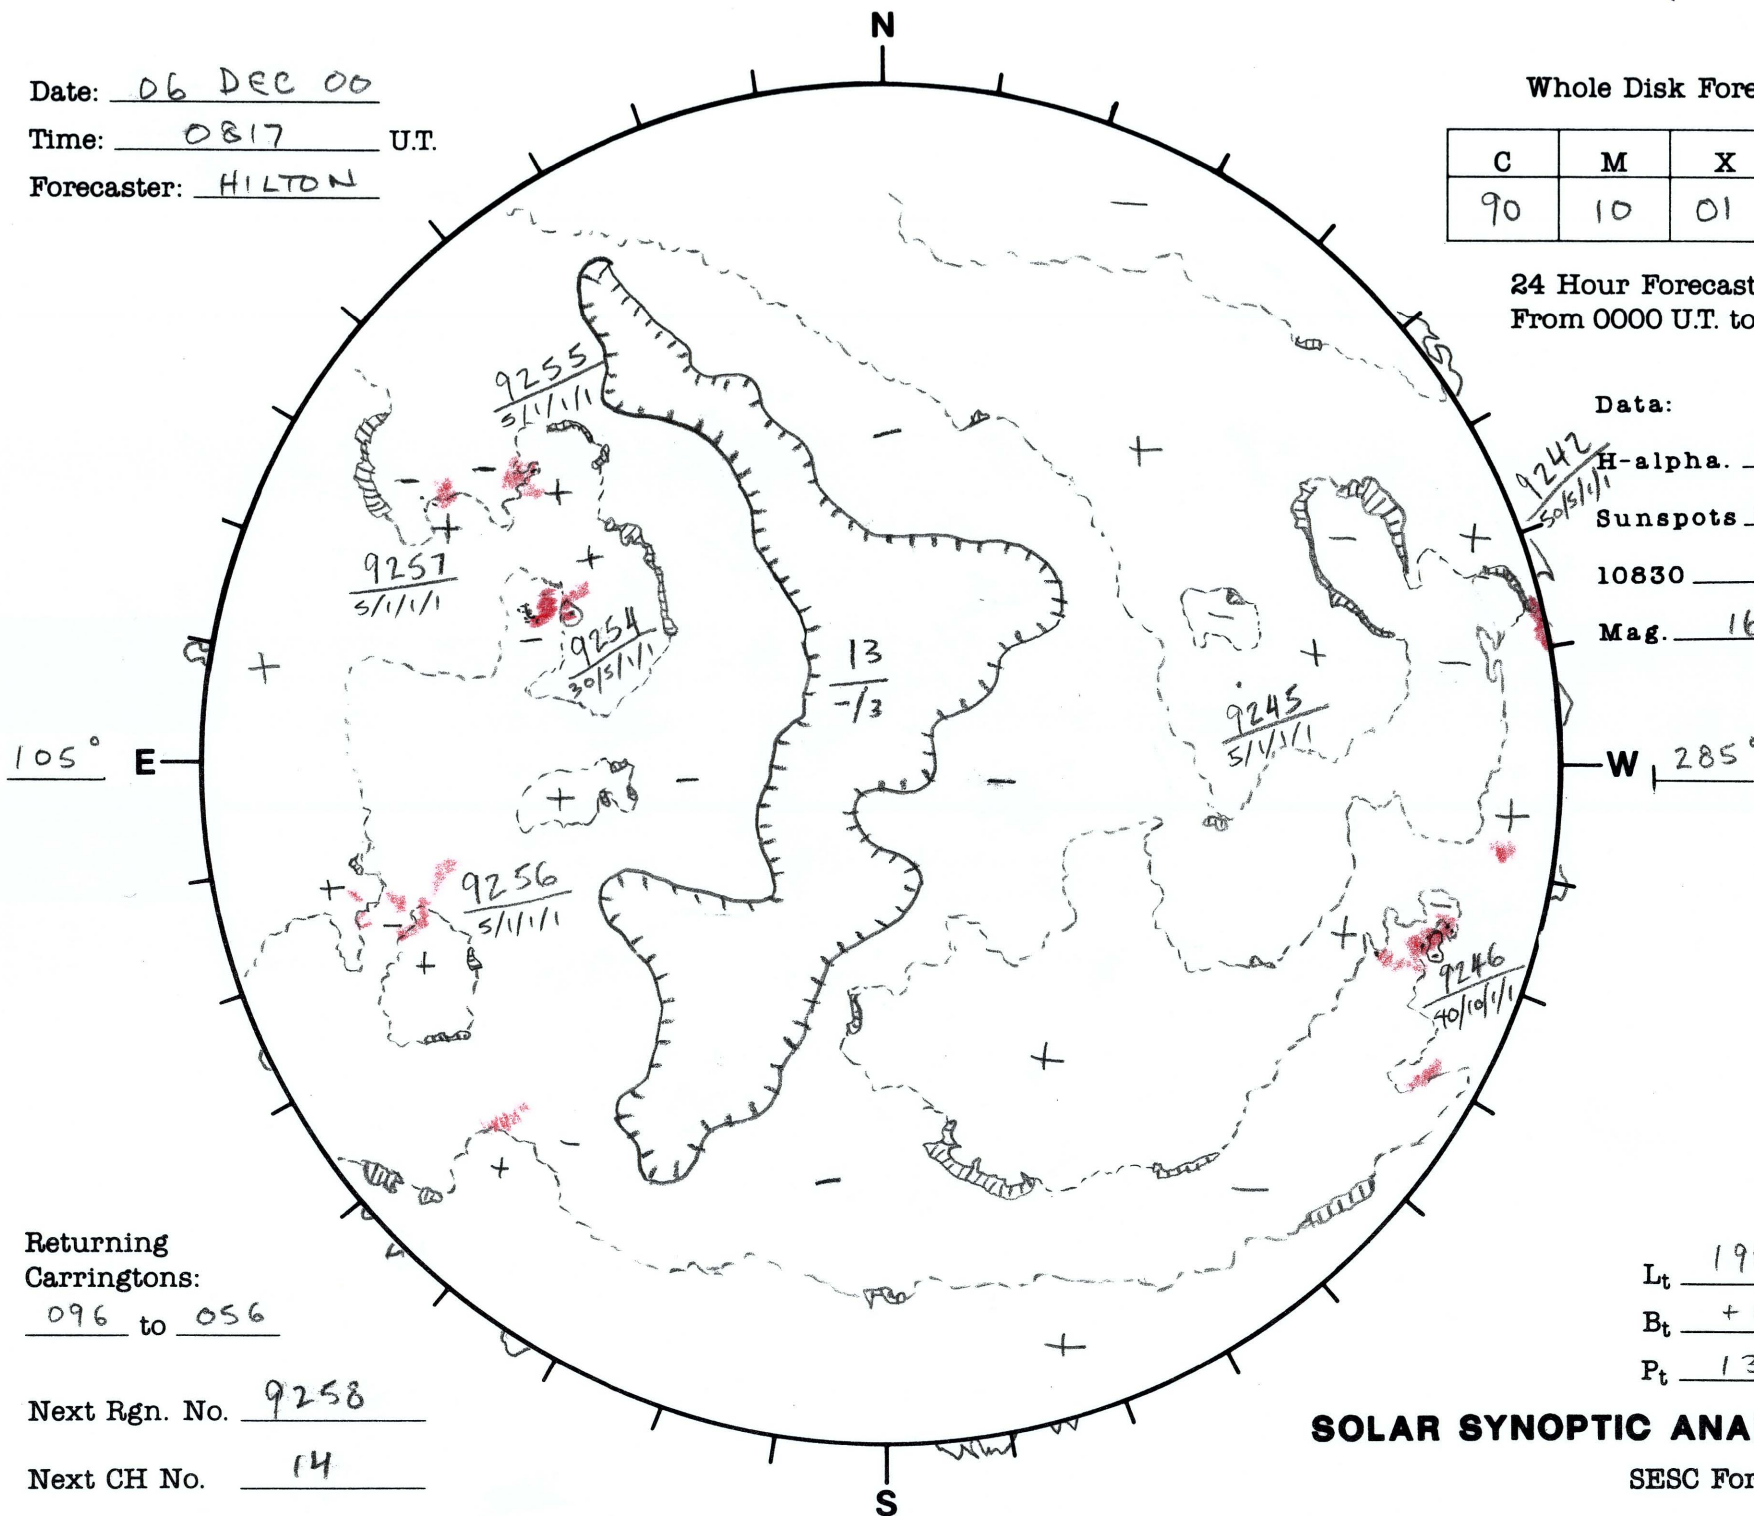 N
Date: 06 DEC 00
Time: 0817 U.T.
Forecaster: HILTON
Whole Disk Fore
C M X
90 10 01
24 Hour Forecast
From 0000 U.T. to
Data:
H-alpha.
Sunspots
10830
Mag. 16
9242
50/5/1/1
9255
5/1/1/1
9257
5/1/1/1
9254
30/5/1/1
13
-/3
9245
5/1/1/1
105° E
W 285°
9256
5/1/1/1
9246
40/10/1/1
Returning
Carringtons:
096 to 056
Next Rgn. No. 9258
Next CH No. 14
Lt 19
Bt +
Pt 13
SOLAR SYNOPTIC ANA
SESC For
S